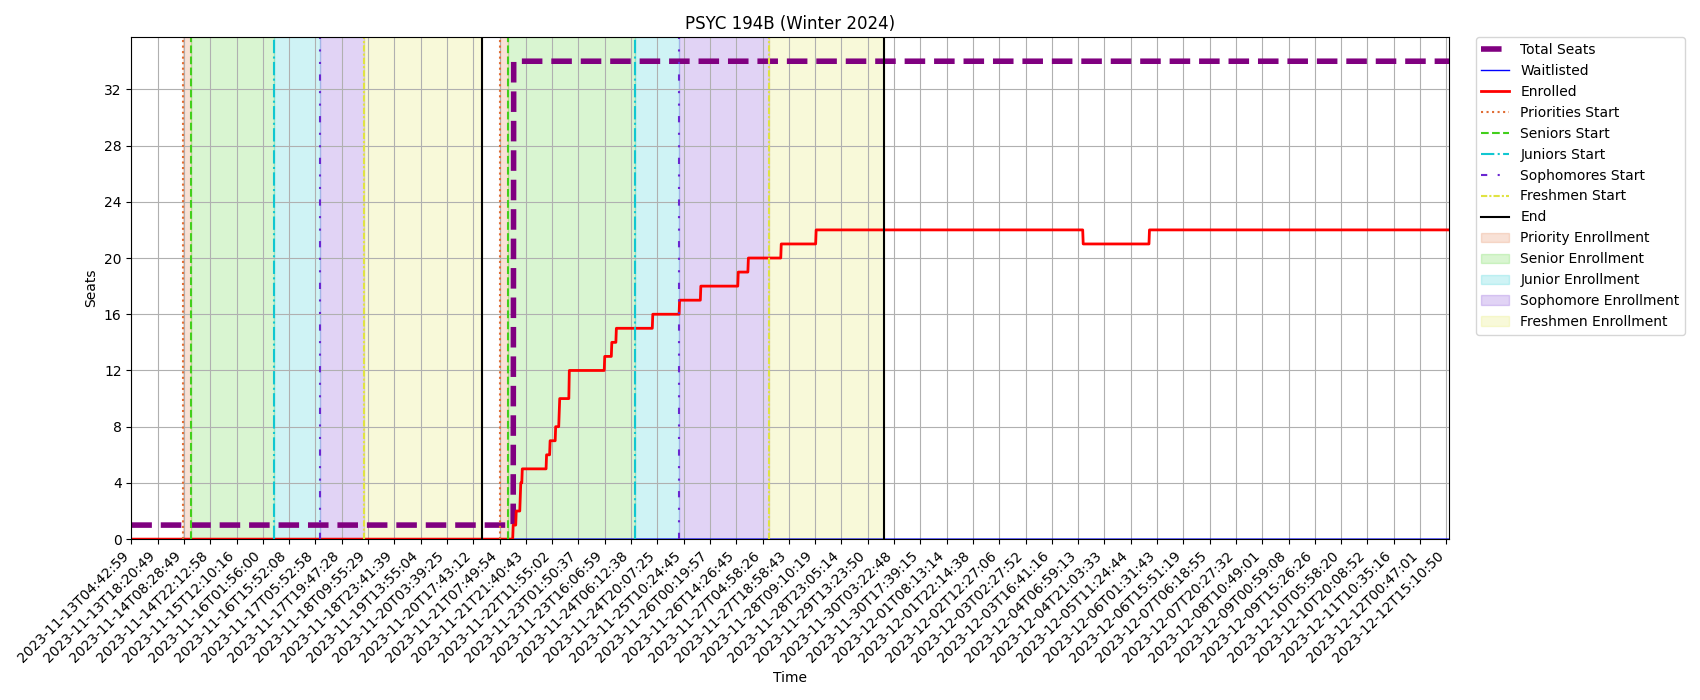 PSYC 194B (Winter 2024)
Seats
32
28
24
20
16
12
8
4
0
2023-11-13T04:42:59
2023-11-13T18:20:49
2023-11-14T08:28:49
2023-11-14T22:12:58
2023-11-15T12:10:16
2023-11-16T01:56:00
2023-11-16T15:52:08
2023-11-17T05:52:58
2023-11-17T19:47:28
2023-11-18T09:55:29
2023-11-18T23:41:39
2023-11-19T13:55:04
2023-11-20T03:39:25
2023-11-20T17:43:12
2023-11-21T07:49:54
2023-11-21T21:40:43
2023-11-22T11:55:02
2023-11-23T01:50:37
2023-11-23T16:06:59
2023-11-24T06:12:38
2023-11-24T20:07:25
2023-11-25T10:24:45
2023-11-26T00:19:57
2023-11-26T14:26:45
2023-11-27T04:58:26
2023-11-27T18:58:43
2023-11-28T09:10:19
2023-11-28T23:05:14
2023-11-29T13:23:50
2023-11-30T03:22:48
2023-11-30T17:39:15
2023-12-01T08:13:14
2023-12-01T22:14:38
2023-12-02T12:27:06
2023-12-03T02:27:52
2023-12-03T16:41:16
2023-12-04T06:59:13
2023-12-04T21:03:33
2023-12-05T11:24:44
2023-12-06T01:31:43
2023-12-06T15:51:19
2023-12-07T06:18:55
2023-12-07T20:27:32
2023-12-08T10:49:01
2023-12-09T00:59:08
2023-12-09T15:26:26
2023-12-10T05:58:20
2023-12-10T20:08:52
2023-12-11T10:35:16
2023-12-12T00:47:01
2023-12-12T15:10:50
Time
Total Seats
Waitlisted
Enrolled
Priorities Start
Seniors Start
Juniors Start
Sophomores Start
Freshmen Start
End
Priority Enrollment
Senior Enrollment
Junior Enrollment
Sophomore Enrollment
Freshmen Enrollment